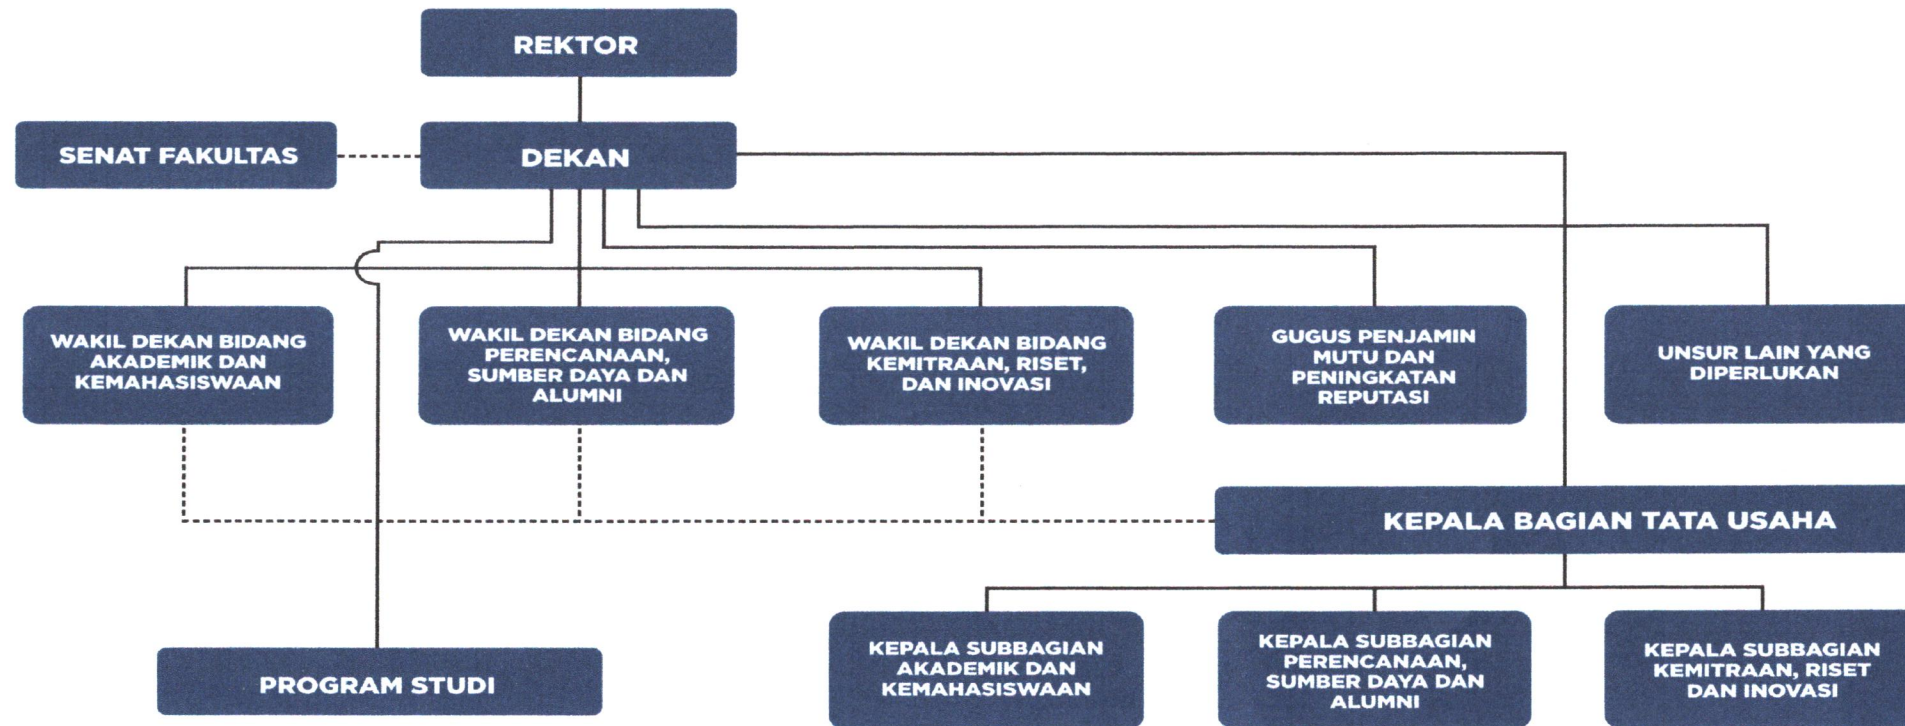 REKTOR
SENAT FAKULTAS
DEKAN
WAKIL DEKAN BIDANG
AKADEMIK DAN
KEMAHASISWAAN
WAKIL DEKAN BIDANG
PERENCANAAN,
SUMBER DAYA DAN
ALUMNI
WAKIL DEKAN BIDANG
KEMITRAAN, RISET,
DAN INOVASI
GUGUS PENJAMIN
MUTU DAN
PENINGKATAN
REPUTASI
UNSUR LAIN YANG
DIPERLUKAN
KEPALA BAGIAN TATA USAHA
PROGRAM STUDI
KEPALA SUBBAGIAN
AKADEMIK DAN
KEMAHASISWAAN
KEPALA SUBBAGIAN
PERENCANAAN,
SUMBER DAYA DAN
ALUMNI
KEPALA SUBBAGIAN
KEMITRAAN, RISET
DAN INOVASI